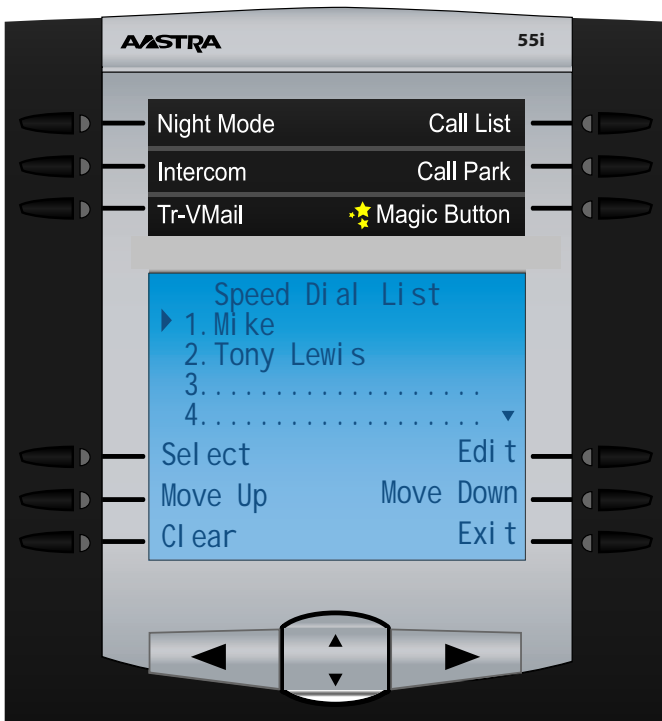 AASTRA 55i
Night Mode Call List
Intercom Call Park
Tr-VMail Magic Button
Speed Dial List
1. Mike
2. Tony Lewis
3....................
4....................
Select Edit
Move Up Move Down
Clear Exit